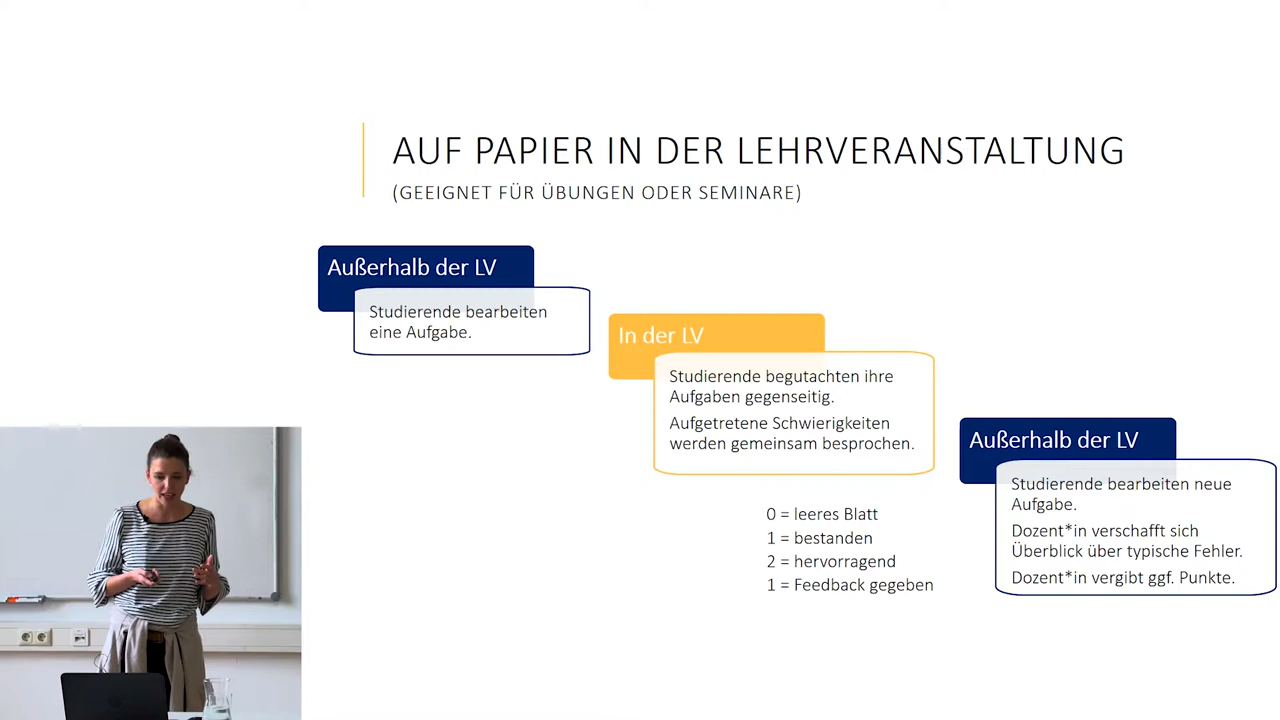 AUF PAPIER IN DER LEHRVERANSTALTUNG
(GEEIGNET FÜR ÜBUNGEN ODER SEMINARE)
Außerhalb der LV
Studierende bearbeiten
eine Aufgabe.
In der LV
Studierende begutachten ihre
Aufgaben gegenseitig.
Aufgetretene Schwierigkeiten
werden gemeinsam besprochen.
0 = leeres Blatt
1 = bestanden
2 = hervorragend
1 = Feedback gegeben
Außerhalb der LV
Studierende bearbeiten neue
Aufgabe.
Dozent*in verschafft sich
Überblick über typische Fehler.
Dozent*in vergibt ggf. Punkte.